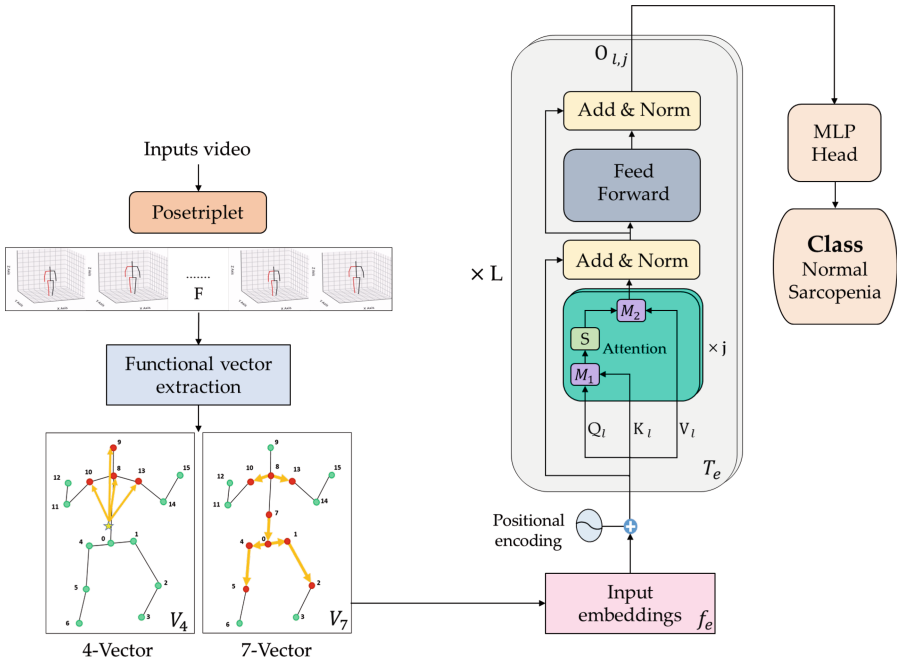 Inputs video
Posetriplet
.......
F
Functional vector
extraction
9
12
10
8
13
15
11
14
4
0
1
5
2
6
3
V₄
4-Vector
9
12
10
8
13
15
11
14
7
4
0
1
5
2
6
3
V₇
7-Vector
Input
embeddings
fₑ
Positional
encoding
Tₑ
Qₗ
Kₗ
Vₗ
M₁
S
Attention
M₂
× j
Add & Norm
× L
Feed
Forward
Add & Norm
O l,j
MLP
Head
Class
Normal
Sarcopenia